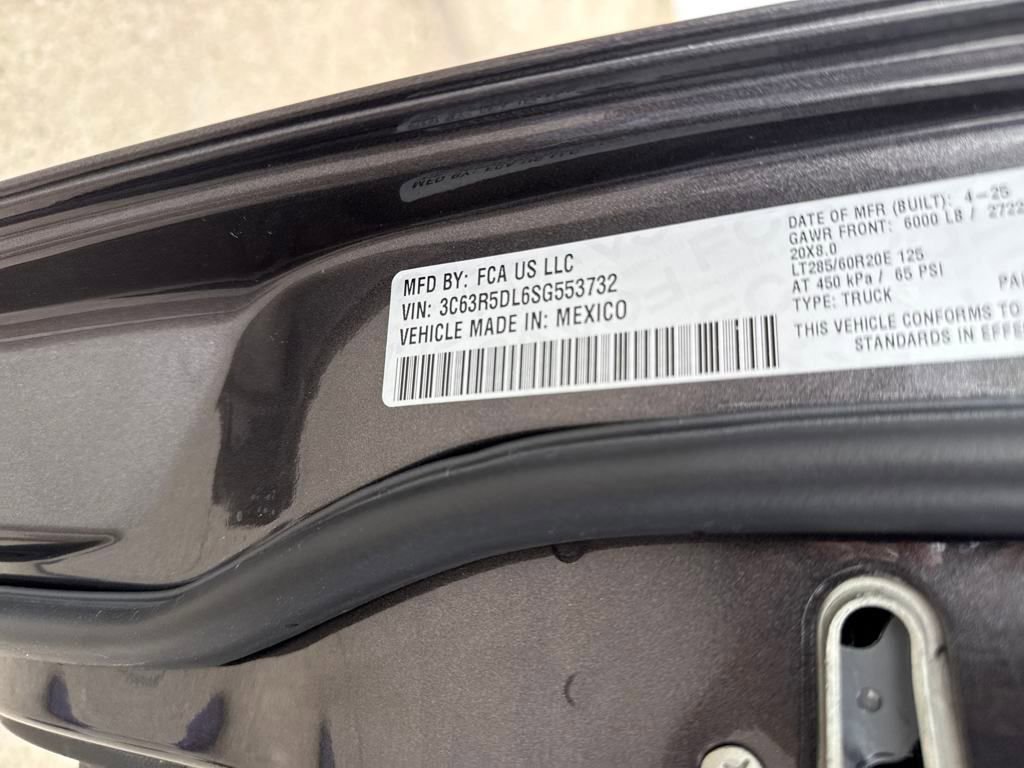 MFD BY: FCA US LLC
VIN: 3C63R5DL6SG553732
VEHICLE MADE IN: MEXICO
DATE OF MFR (BUILT): 4-25
GAWR FRONT: 6000 LB / 2722
20X8.0
LT285/60R20E 125
AT 450 kPa / 65 PSI
TYPE: TRUCK
THIS VEHICLE CONFORMS TO
STANDARDS IN